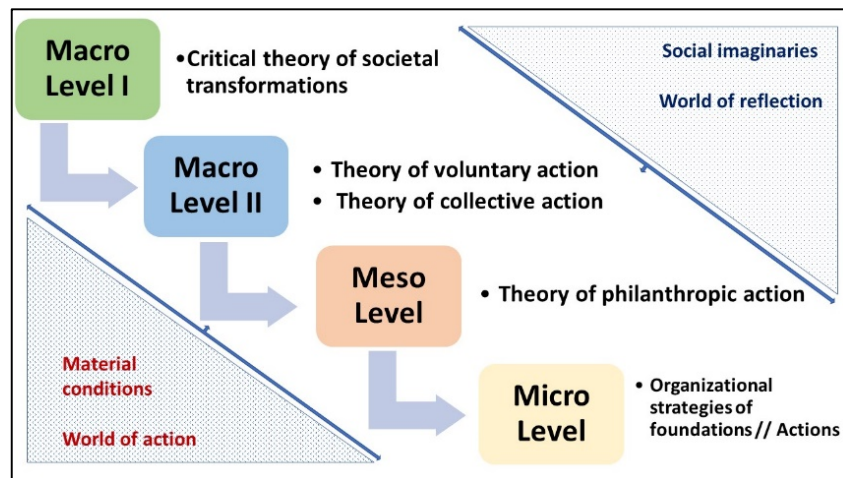 Macro
Level I
•Critical theory of societal
transformations
Social imaginaries
World of reflection
Macro
Level II
• Theory of voluntary action
• Theory of collective action
Meso
Level
• Theory of philanthropic action
Material
conditions
World of action
Micro
Level
• Organizational
strategies of
foundations // Actions